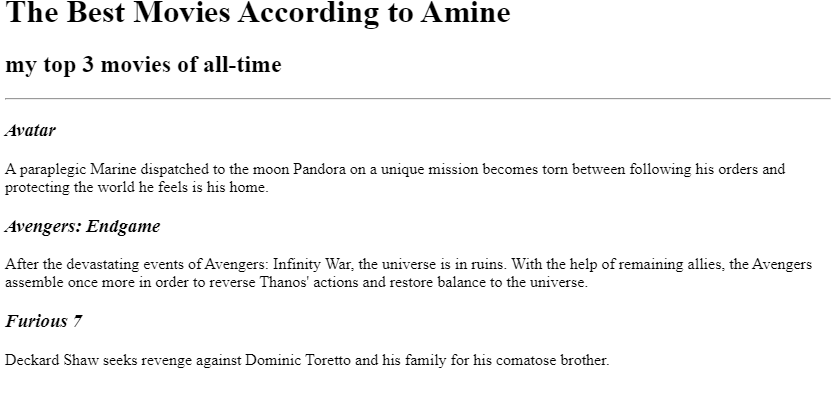 The Best Movies According to Amine
my top 3 movies of all-time
Avatar
A paraplegic Marine dispatched to the moon Pandora on a unique mission becomes torn between following his orders and
protecting the world he feels is his home.
Avengers: Endgame
After the devastating events of Avengers: Infinity War, the universe is in ruins. With the help of remaining allies, the Avengers
assemble once more in order to reverse Thanos' actions and restore balance to the universe.
Furious 7
Deckard Shaw seeks revenge against Dominic Toretto and his family for his comatose brother.